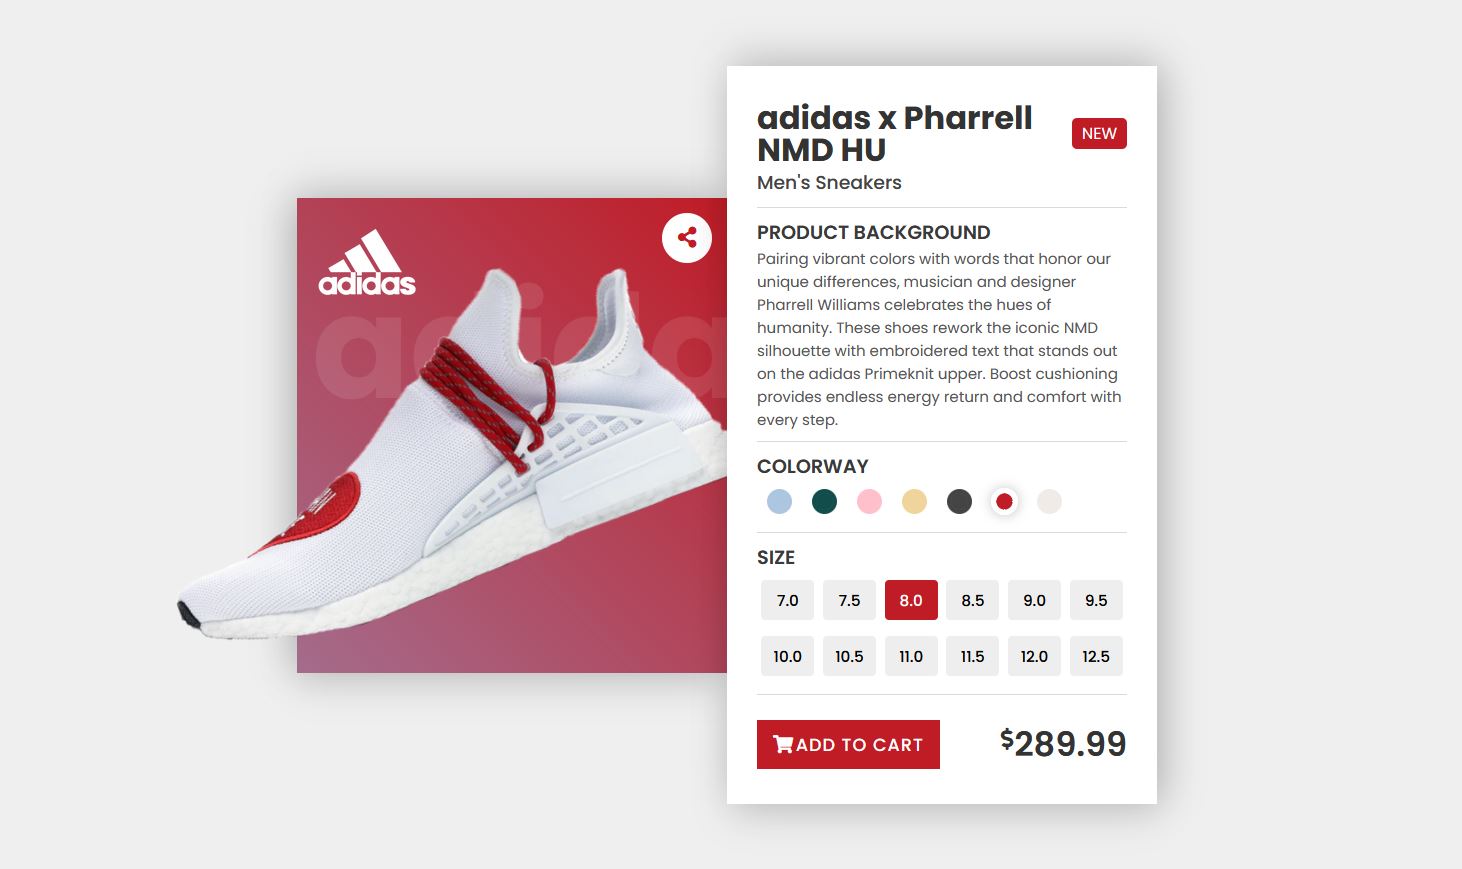 adidas
adida
adidas x Pharrell
NMD HU
NEW
Men's Sneakers
PRODUCT BACKGROUND
Pairing vibrant colors with words that honor our
unique differences, musician and designer
Pharrell Williams celebrates the hues of
humanity. These shoes rework the iconic NMD
silhouette with embroidered text that stands out
on the adidas Primeknit upper. Boost cushioning
provides endless energy return and comfort with
every step.
COLORWAY
SIZE
7.0 7.5 8.0 8.5 9.0 9.5
10.0 10.5 11.0 11.5 12.0 12.5
ADD TO CART
$289.99